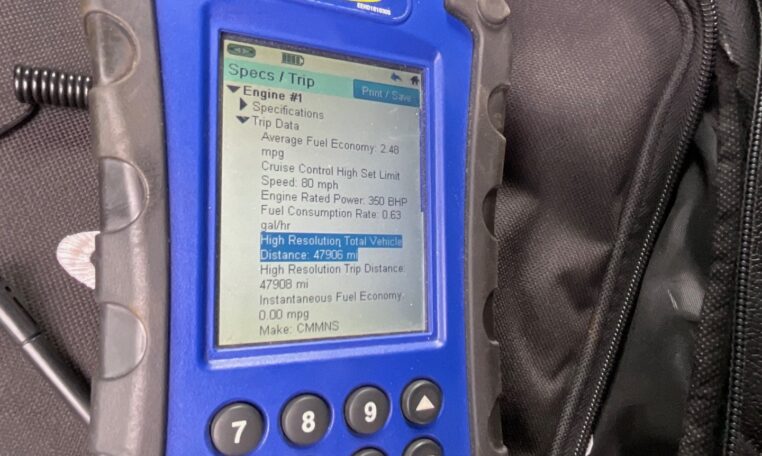 Specs / Trip
Print / Save
Engine #1
Specifications
Trip Data
Average Fuel Economy: 2.48
mpg
Cruise Control High Set Limit
Speed: 80 mph
Engine Rated Power: 350 BHP
Fuel Consumption Rate: 0.63
gal/hr
High Resolution Total Vehicle
Distance: 47906 mi
High Resolution Trip Distance:
47908 mi
Instantaneous Fuel Economy:
0.00 mpg
Make: CMMNS
7
8
9